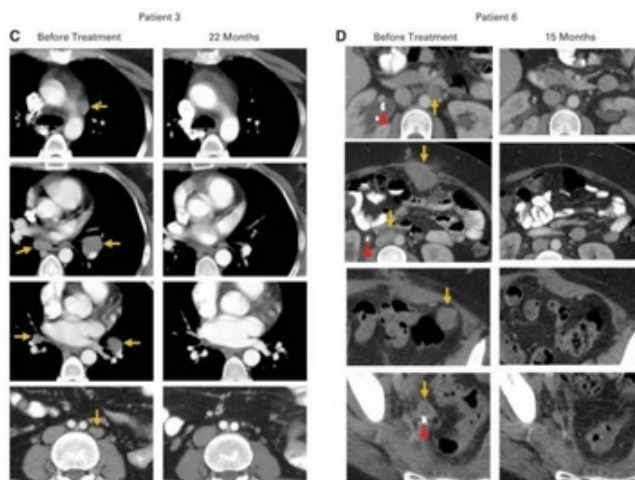 Patient 3
Patient 6
C
Before Treatment
22 Months
D
Before Treatment
15 Months